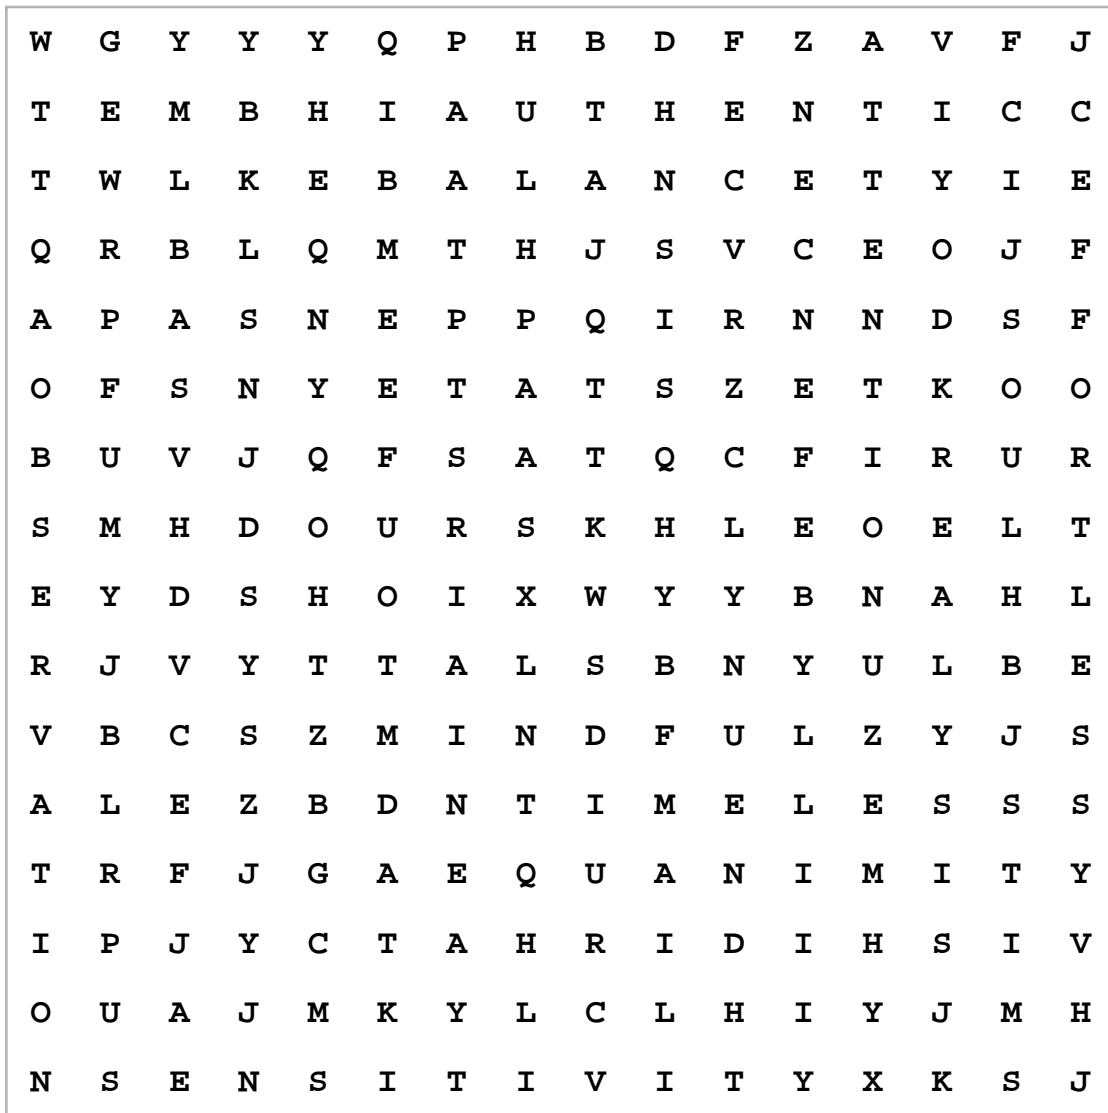 W G Y Y Y Q P H B D F Z A V F J
T E M B H I A U T H E N T I C C
T W L K E B A L A N C E T Y I E
Q R B L Q M T H J S V C E O J F
A P A S N E P P Q I R N N D S F
O F S N Y E T A T S Z E T K O O
B U V J Q F S A T Q C F I R U R
S M H D O U R S K H L E O E L T
E Y D S H O I X W Y Y B N A H L
R J V Y T T A L S B N Y U L B E
V B C S Z M I N D F U L Z Y J S
A L E Z B D N T I M E L E S S S
T R F J G A E Q U A N I M I T Y
I P J Y C T A H R I D I H S I V
O U A J M K Y L C L H I Y J M H
N S E N S I T I V I T Y X K S J